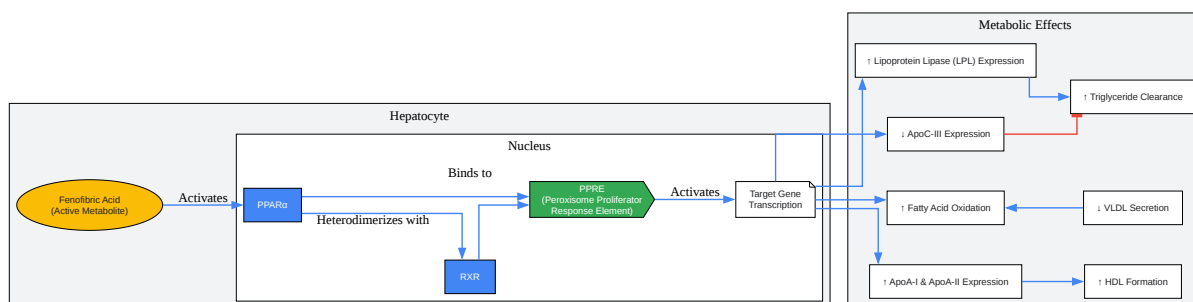 Metabolic Effects
↑ Lipoprotein Lipase (LPL) Expression
↑ Triglyceride Clearance
Hepatocyte
↓ ApoC-III Expression
Nucleus
Binds to
Fenofibric Acid
(Active Metabolite)
Activates
PPARα
PPRE
(Peroxisome Proliferator
Response Element)
Activates
Target Gene
Transcription
Heterodimerizes with
↑ Fatty Acid Oxidation
↓ VLDL Secretion
RXR
↑ ApoA-I & ApoA-II Expression
↑ HDL Formation